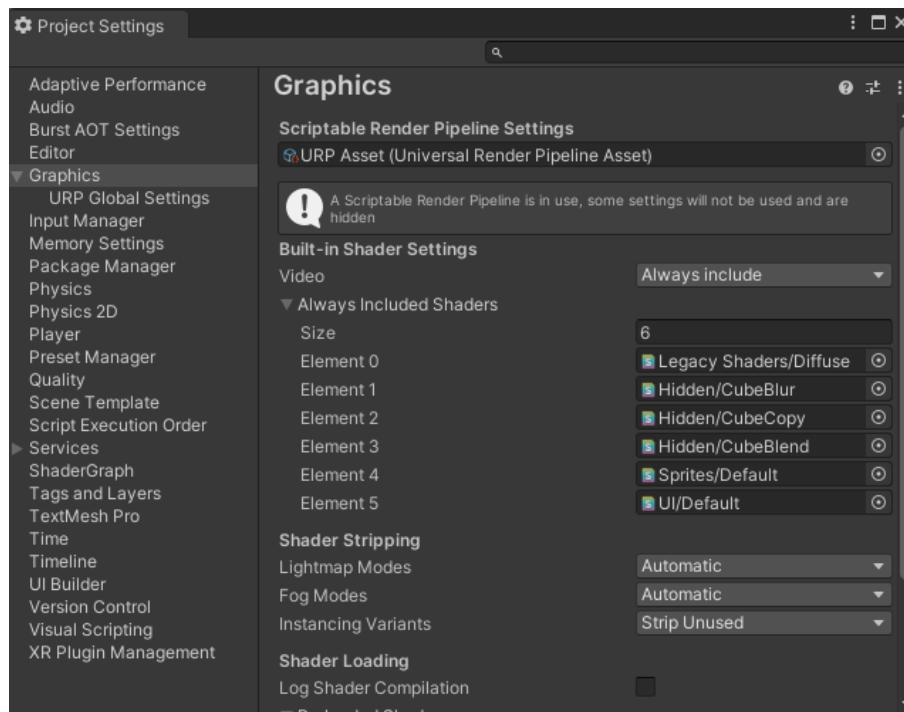 Project Settings
Adaptive Performance
Audio
Burst AOT Settings
Editor
Graphics
URP Global Settings
Input Manager
Memory Settings
Package Manager
Physics
Physics 2D
Player
Preset Manager
Quality
Scene Template
Script Execution Order
Services
ShaderGraph
Tags and Layers
TextMesh Pro
Time
Timeline
UI Builder
Version Control
Visual Scripting
XR Plugin Management
Graphics
Scriptable Render Pipeline Settings
URP Asset (Universal Render Pipeline Asset)
A Scriptable Render Pipeline is in use, some settings will not be used and are
hidden
Built-in Shader Settings
Video Always include
Always Included Shaders
Size 6
Element 0 Legacy Shaders/Diffuse
Element 1 Hidden/CubeBlur
Element 2 Hidden/CubeCopy
Element 3 Hidden/CubeBlend
Element 4 Sprites/Default
Element 5 UI/Default
Shader Stripping
Lightmap Modes Automatic
Fog Modes Automatic
Instancing Variants Strip Unused
Shader Loading
Log Shader Compilation